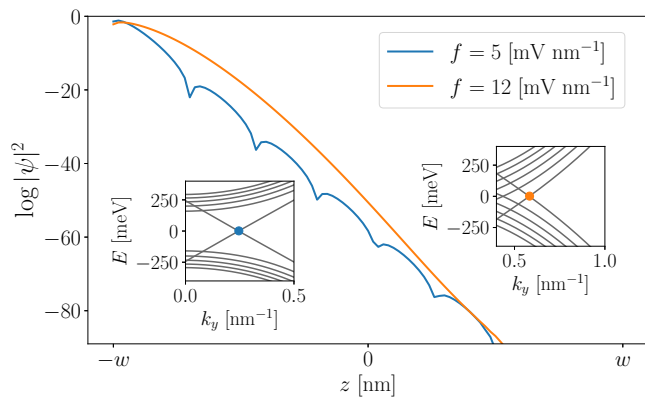 0
−20
−40
−60
−80
log |ψ|²
f = 5 [mV nm⁻¹]
f = 12 [mV nm⁻¹]
250
0
−250
E [meV]
0.0
0.5
k_y [nm⁻¹]
250
0
−250
E [meV]
0.5
1.0
k_y [nm⁻¹]
−w
0
w
z [nm]